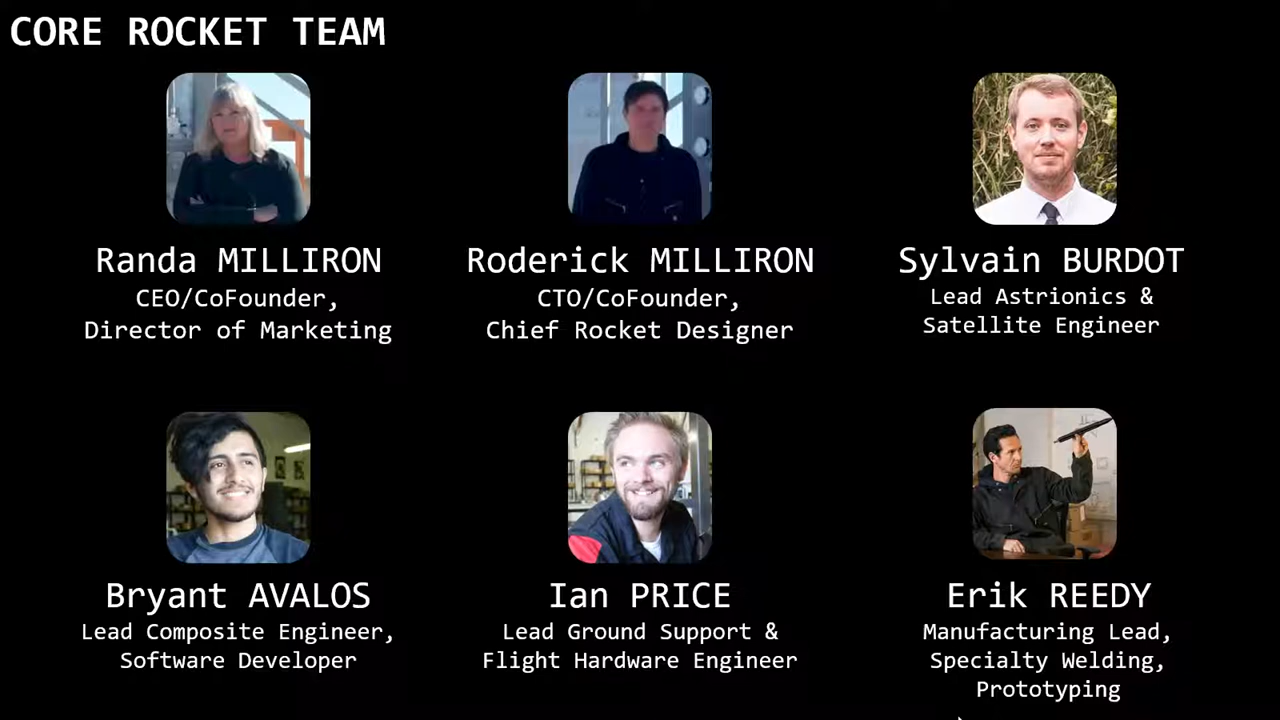 CORE ROCKET TEAM
Randa MILLIRON
CEO/CoFounder,
Director of Marketing
Roderick MILLIRON
CTO/CoFounder,
Chief Rocket Designer
Sylvain BURDOT
Lead Astrionics &
Satellite Engineer
Bryant AVALOS
Lead Composite Engineer,
Software Developer
Ian PRICE
Lead Ground Support &
Flight Hardware Engineer
Erik REEDY
Manufacturing Lead,
Specialty Welding,
Prototyping